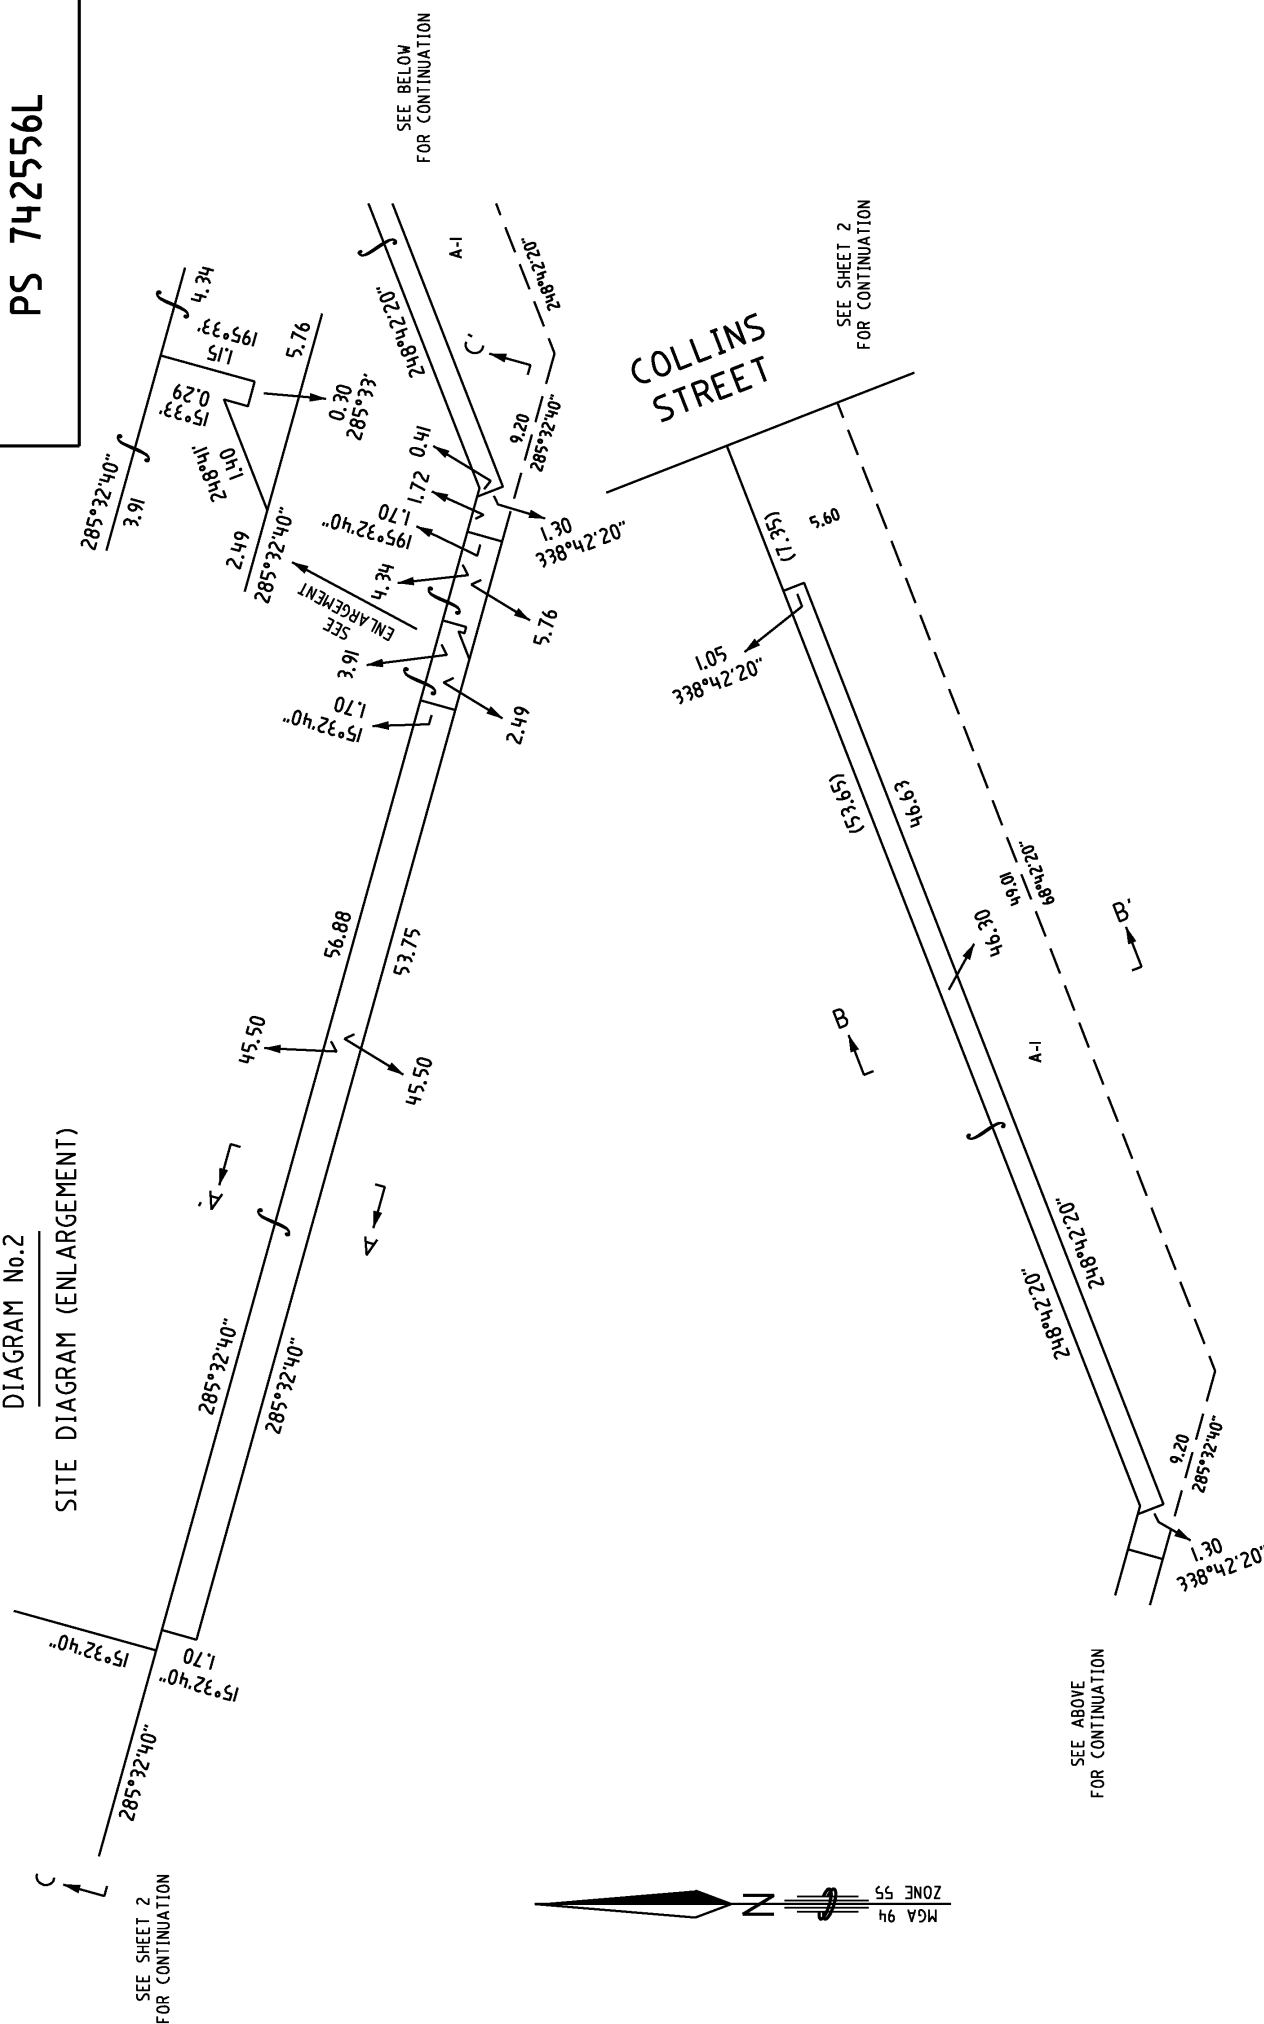 PS 742556L
DIAGRAM No.2
SITE DIAGRAM (ENLARGEMENT)
SEE SHEET 2
FOR CONTINUATION
C
285°32'40"
15°32'40"
15°32'40"
1.70
285°32'40"
285°32'40"
A'
A
45.50
45.50
56.88
53.75
15°32'40"
1.70
2.49
3.91
SEE
ENLARGEMENT
4.34
5.76
195°32'40"
1.70
1.72
0.41
1.30
338°42'20"
9.20
285°32'40"
C'
248°42'20"
248°42'20"
A-1
SEE BELOW
FOR CONTINUATION
285°32'40"
3.91
248°41'
1.40
15°33'
0.29
1.15
195°33'
4.34
2.49
285°32'40"
5.76
0.30
285°33'
COLLINS
STREET
SEE SHEET 2
FOR CONTINUATION
(7.35)
5.60
1.05
338°42'20"
(53.65)
46.63
46.30
49.01
68°42'20"
B
B'
A-1
248°42'20"
248°42'20"
9.20
285°32'40"
1.30
338°42'20"
SEE ABOVE
FOR CONTINUATION
N
MGA 94
ZONE 55